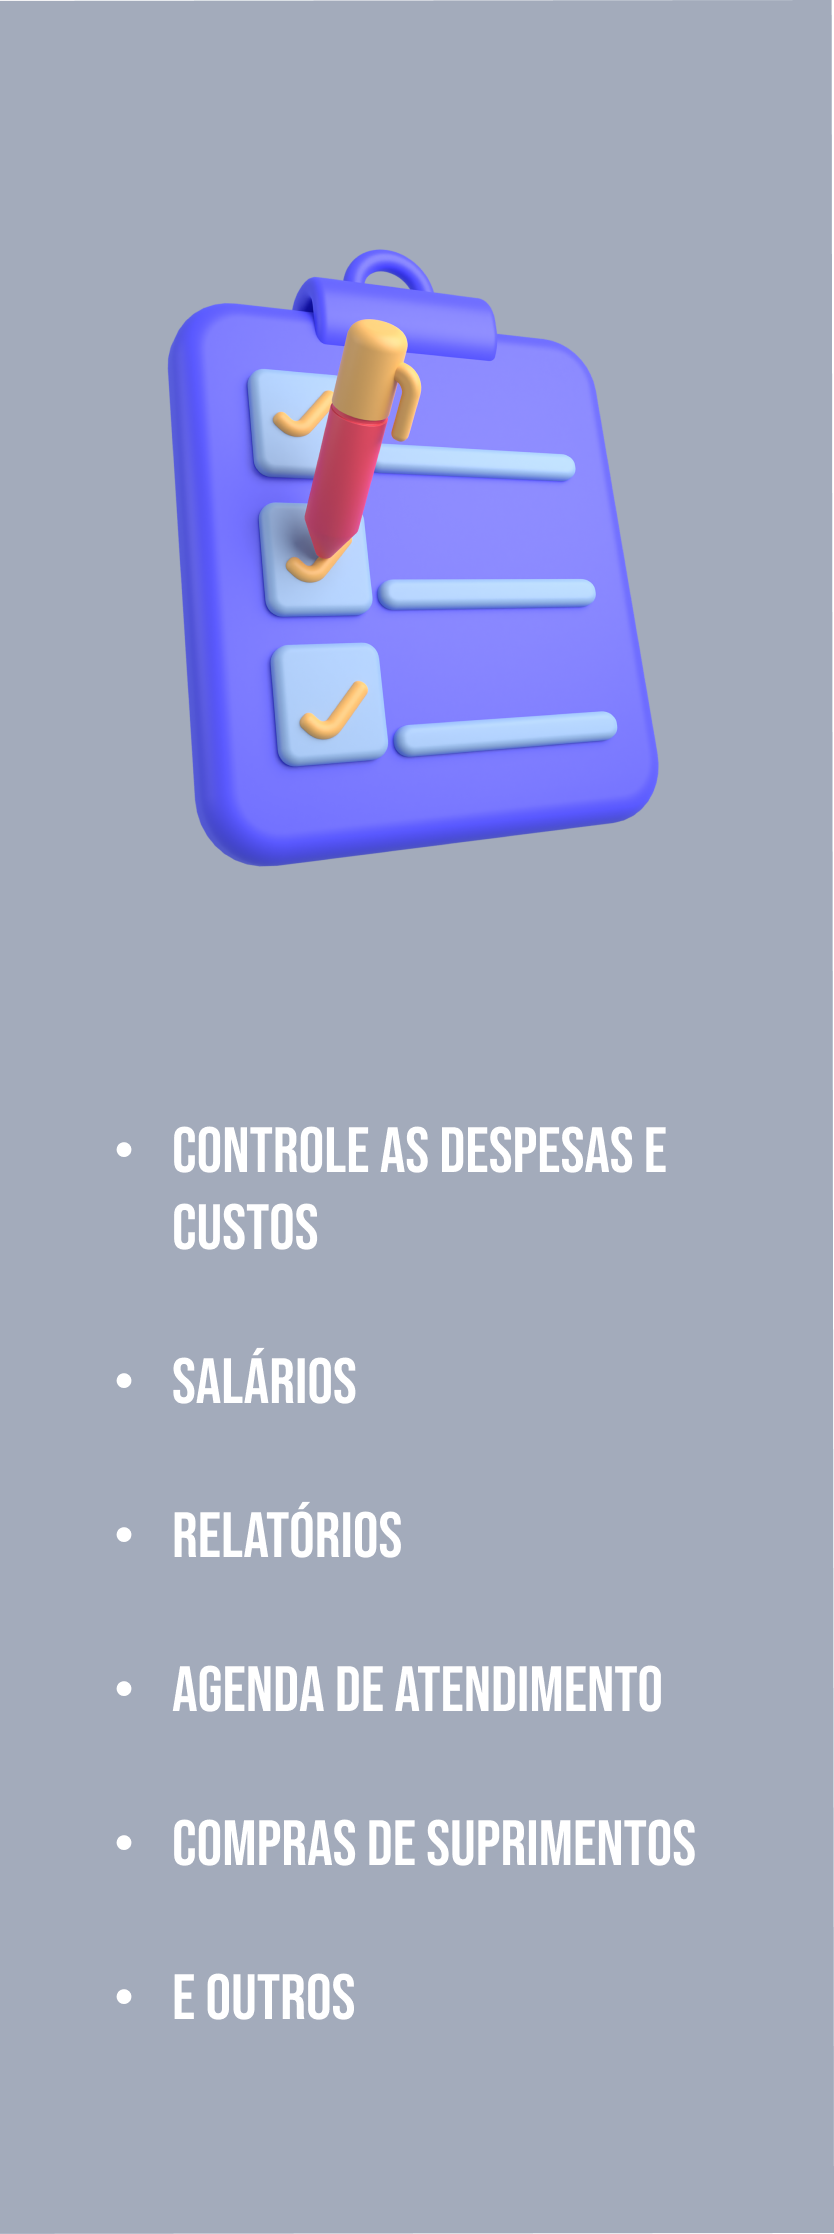 • CONTROLE AS DESPESAS E
CUSTOS
• SALÁRIOS
• RELATÓRIOS
• AGENDA DE ATENDIMENTO
• COMPRAS DE SUPRIMENTOS
• E OUTROS